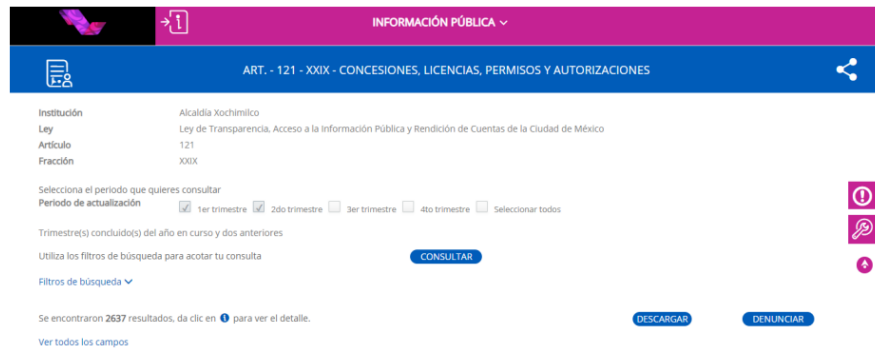 INFORMACIÓN PÚBLICA
ART. - 121 - XXIX - CONCESIONES, LICENCIAS, PERMISOS Y AUTORIZACIONES
Institución Alcaldía Xochimilco
Ley Ley de Transparencia, Acceso a la Información Pública y Rendición de Cuentas de la Ciudad de México
Artículo 121
Fracción XXIX
Selecciona el periodo que quieres consultar
Periodo de actualización 1er trimestre 2do trimestre 3er trimestre 4to trimestre Seleccionar todos
Trimestre(s) concluido(s) del año en curso y dos anteriores
Utiliza los filtros de búsqueda para acotar tu consulta CONSULTAR
Filtros de búsqueda
Se encontraron 2637 resultados, da clic en i para ver el detalle. DESCARGAR DENUNCIAR
Ver todos los campos